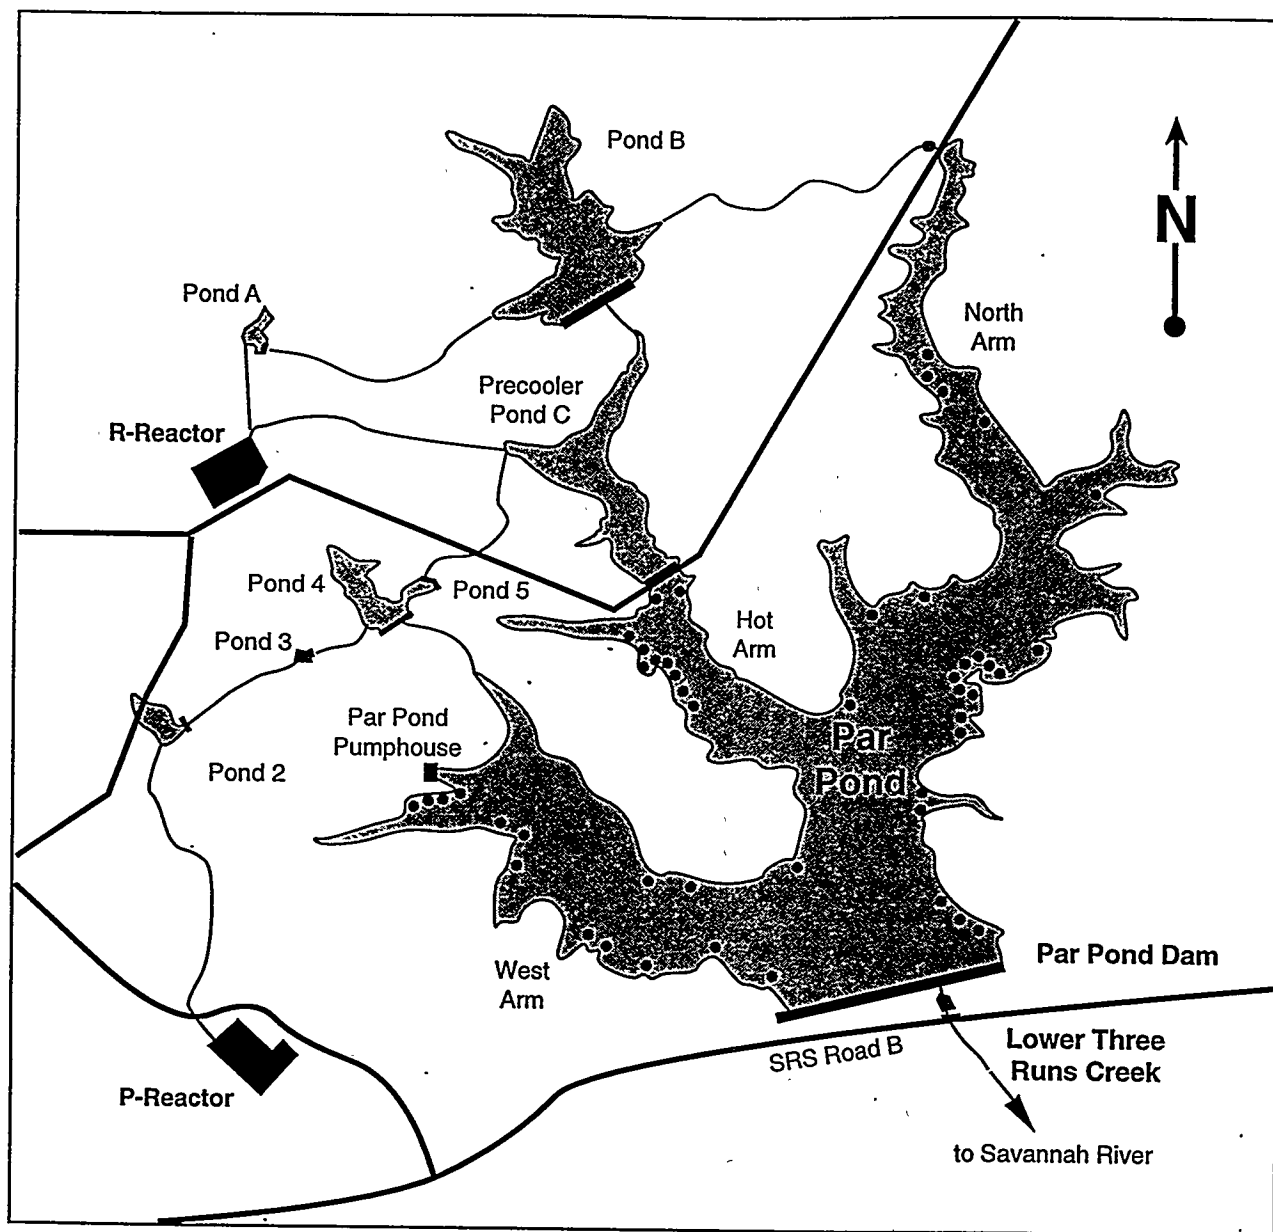 Pond B
N
Pond A
North
Arm
Precooler
Pond C
R-Reactor
Pond 4
Pond 5
Hot
Arm
Pond 3
Par Pond
Pumphouse
Par
Pond
Pond 2
West
Arm
Par Pond Dam
SRS Road B
Lower Three
Runs Creek
P-Reactor
to Savannah River